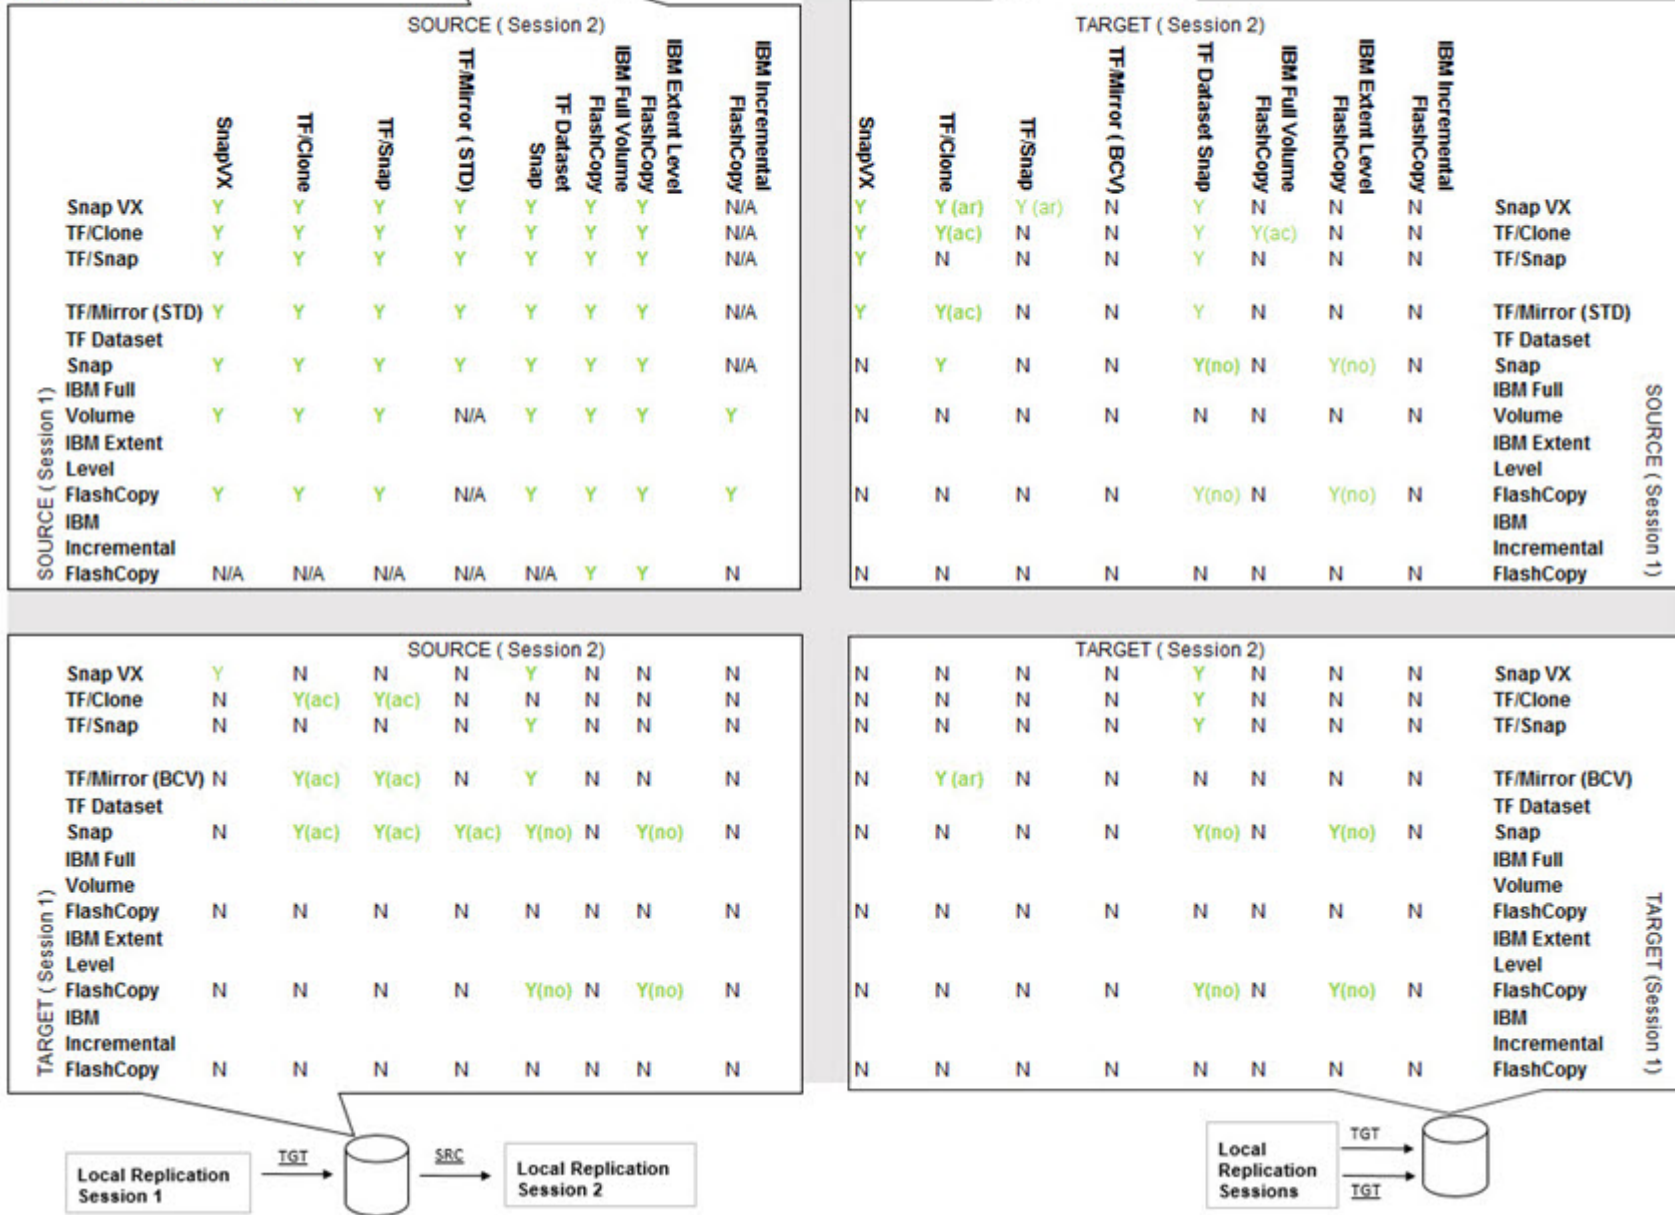 SOURCE ( Session 2)
SnapVX
TF/Clone
TF/Snap
TF/Mirror ( STD)
TF Dataset
Snap
IBM Full Volume
FlashCopy
IBM Extent Level
FlashCopy
IBM Incremental
FlashCopy
Snap VX Y Y Y Y Y Y Y N/A
TF/Clone Y Y Y Y Y Y Y N/A
TF/Snap Y Y Y Y Y Y Y N/A
TF/Mirror (STD) Y Y Y Y Y Y Y N/A
TF Dataset
Snap Y Y Y Y Y Y Y N/A
IBM Full
Volume Y Y Y N/A Y Y Y Y
IBM Extent
Level
FlashCopy Y Y Y N/A Y Y Y Y
IBM
Incremental
FlashCopy N/A N/A N/A N/A N/A Y Y N
SOURCE ( Session 1)
TARGET ( Session 2)
SnapVX
TF/Clone
TF/Snap
TF/Mirror ( BCV)
TF Dataset Snap
IBM Full Volume
FlashCopy
IBM Extent Level
FlashCopy
IBM Incremental
FlashCopy
Y Y (ar) Y (ar) N Y N N N Snap VX
Y Y(ac) N N Y Y(ac) N N TF/Clone
Y N N N Y N N N TF/Snap
Y Y(ac) N N Y N N N TF/Mirror (STD)
TF Dataset
N Y N N Y(no) N Y(no) N Snap
IBM Full
N N N N N N N N Volume
IBM Extent
Level
N N N N Y(no) N Y(no) N FlashCopy
IBM
Incremental
N N N N N N N N FlashCopy
SOURCE ( Session 1)
SOURCE ( Session 2)
Snap VX Y N N N Y N N N
TF/Clone N Y(ac) Y(ac) N N N N N
TF/Snap N N N N Y N N N
TF/Mirror (BCV) N Y(ac) Y(ac) N Y N N N
TF Dataset
Snap N Y(ac) Y(ac) Y(ac) Y(no) N Y(no) N
IBM Full
Volume
FlashCopy N N N N N N N N
IBM Extent
Level
FlashCopy N N N N Y(no) N Y(no) N
IBM
Incremental
FlashCopy N N N N N N N N
TARGET ( Session 1)
TARGET ( Session 2)
N N N N Y N N N Snap VX
N N N N Y N N N TF/Clone
N N N N Y N N N TF/Snap
N Y (ar) N N N N N N TF/Mirror (BCV)
TF Dataset
N N N N Y(no) N Y(no) N Snap
IBM Full
Volume
N N N N N N N N FlashCopy
IBM Extent
Level
N N N N Y(no) N Y(no) N FlashCopy
IBM
Incremental
N N N N N N N N FlashCopy
TARGET (Session 1)
Local Replication
Session 1
TGT
SRC
Local Replication
Session 2
Local
Replication
Sessions
TGT
TGT